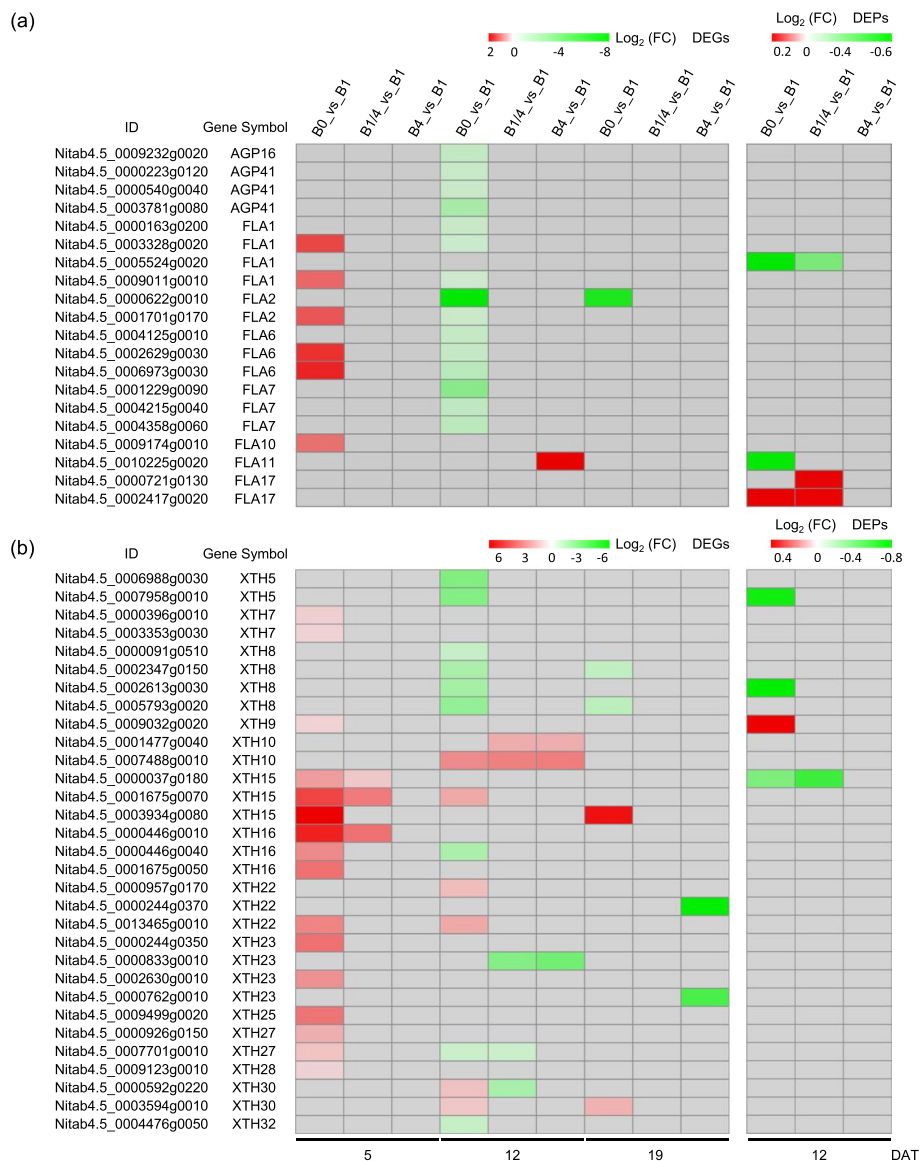 (a)
Log2 (FC) DEGs
2 0 -4 -8
Log2 (FC) DEPs
0.2 0 -0.4 -0.6
B0_vs_B1 B1/4_vs_B1 B4_vs_B1 B0_vs_B1 B1/4_vs_B1 B4_vs_B1 B0_vs_B1 B1/4_vs_B1 B4_vs_B1 B0_vs_B1 B1/4_vs_B1 B4_vs_B1
ID Gene Symbol
Nitab4.5_0009232g0020 AGP16
Nitab4.5_0000223g0120 AGP41
Nitab4.5_0000540g0040 AGP41
Nitab4.5_0003781g0080 AGP41
Nitab4.5_0000163g0200 FLA1
Nitab4.5_0003328g0020 FLA1
Nitab4.5_0005524g0020 FLA1
Nitab4.5_0009011g0010 FLA1
Nitab4.5_0000622g0010 FLA2
Nitab4.5_0001701g0170 FLA2
Nitab4.5_0004125g0010 FLA6
Nitab4.5_0002629g0030 FLA6
Nitab4.5_0006973g0030 FLA6
Nitab4.5_0001229g0090 FLA7
Nitab4.5_0004215g0040 FLA7
Nitab4.5_0004358g0060 FLA7
Nitab4.5_0009174g0010 FLA10
Nitab4.5_0010225g0020 FLA11
Nitab4.5_0000721g0130 FLA17
Nitab4.5_0002417g0020 FLA17
(b)
Log2 (FC) DEGs
6 3 0 -3 -6
Log2 (FC) DEPs
0.4 0 -0.4 -0.8
ID Gene Symbol
Nitab4.5_0006988g0030 XTH5
Nitab4.5_0007958g0010 XTH5
Nitab4.5_0000396g0010 XTH7
Nitab4.5_0003353g0030 XTH7
Nitab4.5_0000091g0510 XTH8
Nitab4.5_0002347g0150 XTH8
Nitab4.5_0002613g0030 XTH8
Nitab4.5_0005793g0020 XTH8
Nitab4.5_0009032g0020 XTH9
Nitab4.5_0001477g0040 XTH10
Nitab4.5_0007488g0010 XTH10
Nitab4.5_0000037g0180 XTH15
Nitab4.5_0001675g0070 XTH15
Nitab4.5_0003934g0080 XTH15
Nitab4.5_0000446g0010 XTH16
Nitab4.5_0000446g0040 XTH16
Nitab4.5_0001675g0050 XTH16
Nitab4.5_0000957g0170 XTH22
Nitab4.5_0000244g0370 XTH22
Nitab4.5_0013465g0010 XTH22
Nitab4.5_0000244g0350 XTH23
Nitab4.5_0000833g0010 XTH23
Nitab4.5_0002630g0010 XTH23
Nitab4.5_0000762g0010 XTH23
Nitab4.5_0009499g0020 XTH25
Nitab4.5_0000926g0150 XTH27
Nitab4.5_0007701g0010 XTH27
Nitab4.5_0009123g0010 XTH28
Nitab4.5_0000592g0220 XTH30
Nitab4.5_0003594g0010 XTH30
Nitab4.5_0004476g0050 XTH32
5 12 19 12 DAT